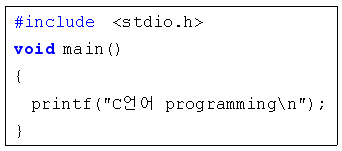 #include <stdio.h>
void main()
{
printf("C언어 programming\n");
}